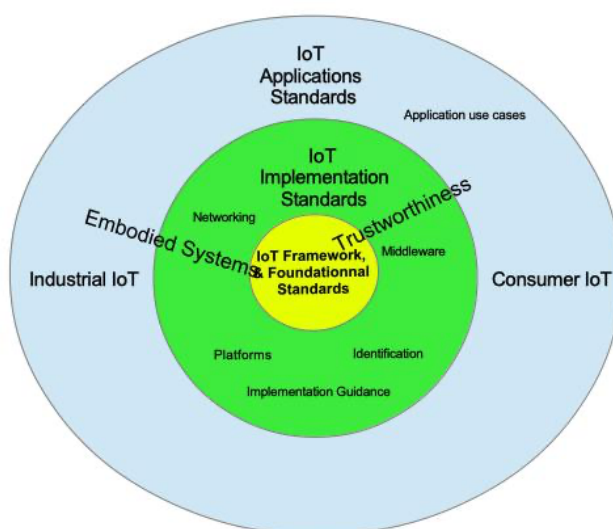 IoT
Applications
Standards
Application use cases
IoT
Implementation
Standards
Networking
Trustworthiness
Embodied Systems
Middleware
IoT Framework,
& Foundationnal
Standards
Industrial IoT
Consumer IoT
Platforms
Identification
Implementation Guidance